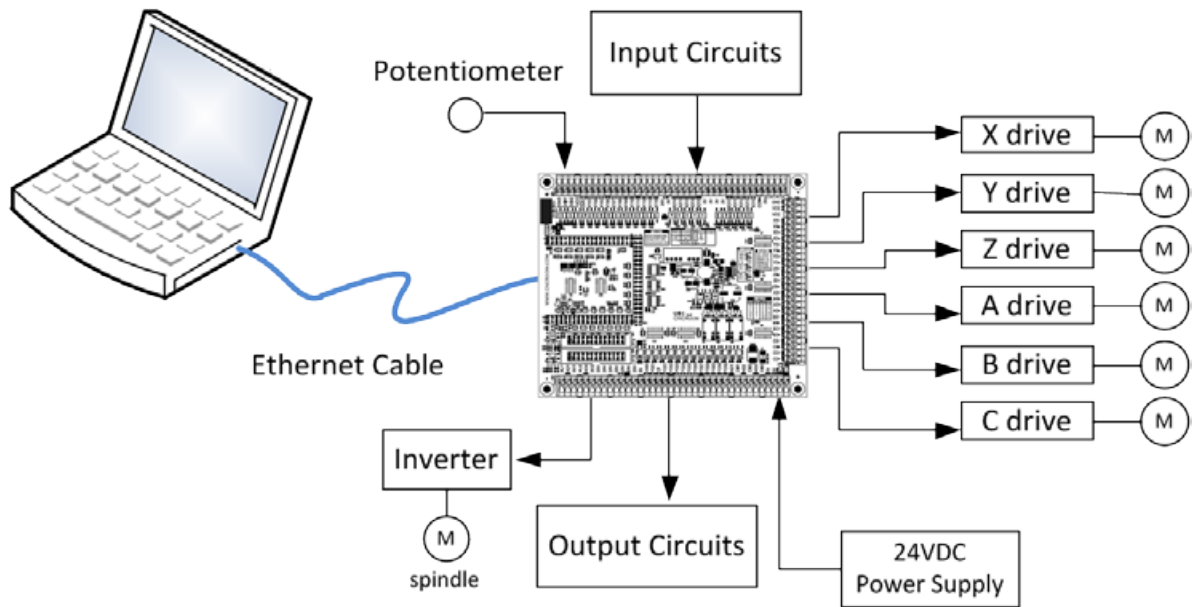 Potentiometer
Input Circuits
X drive
M
Y drive
M
Z drive
M
A drive
M
B drive
M
C drive
M
Ethernet Cable
Inverter
M
spindle
Output Circuits
24VDC
Power Supply